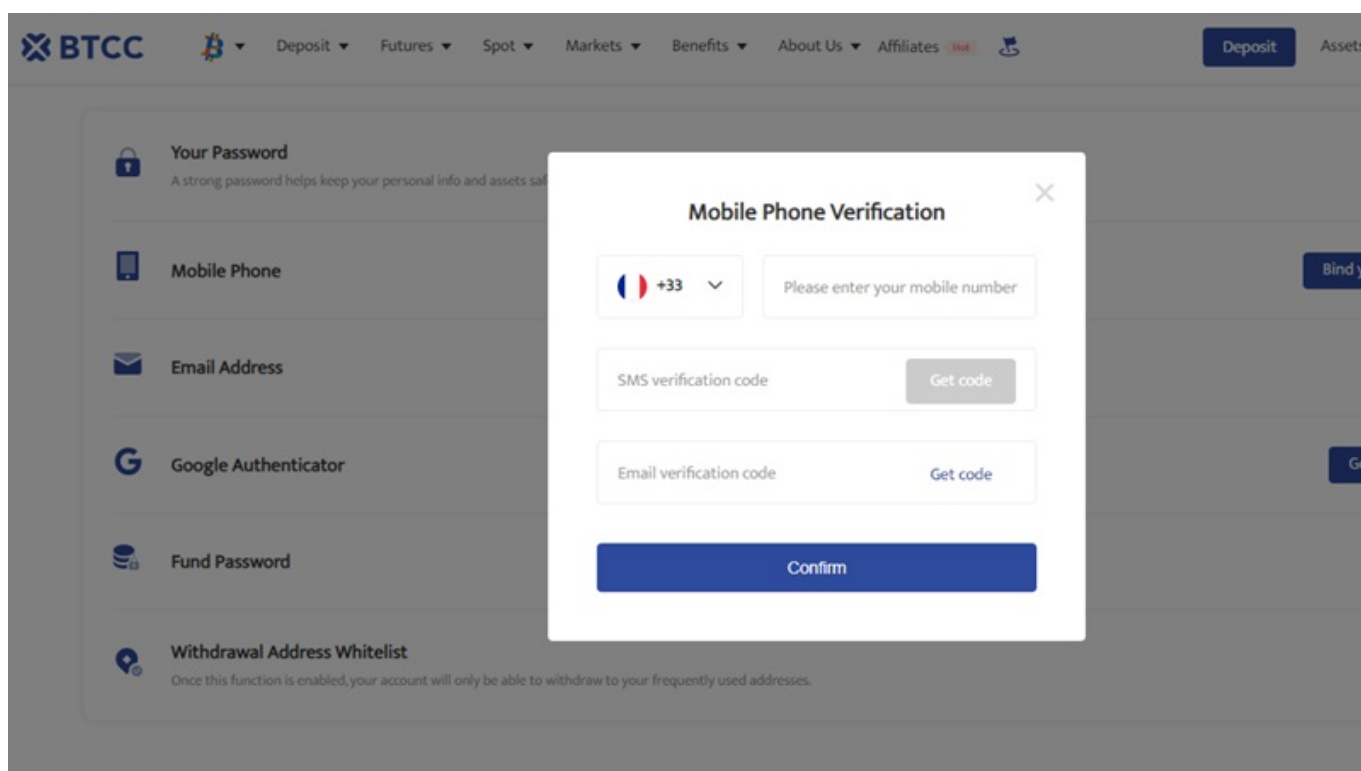 BTCC
Deposit
Futures
Spot
Markets
Benefits
About Us
Affiliates
Hot
Deposit
Assets
Your Password
A strong password helps keep your personal info and assets
Mobile Phone
Bind
Email Address
Google Authenticator
Fund Password
Withdrawal Address Whitelist
Once this function is enabled, your account will only be able to withdraw to your frequently used addresses.
Mobile Phone Verification
+33
Please enter your mobile number
SMS verification code
Get code
Email verification code
Get code
Confirm